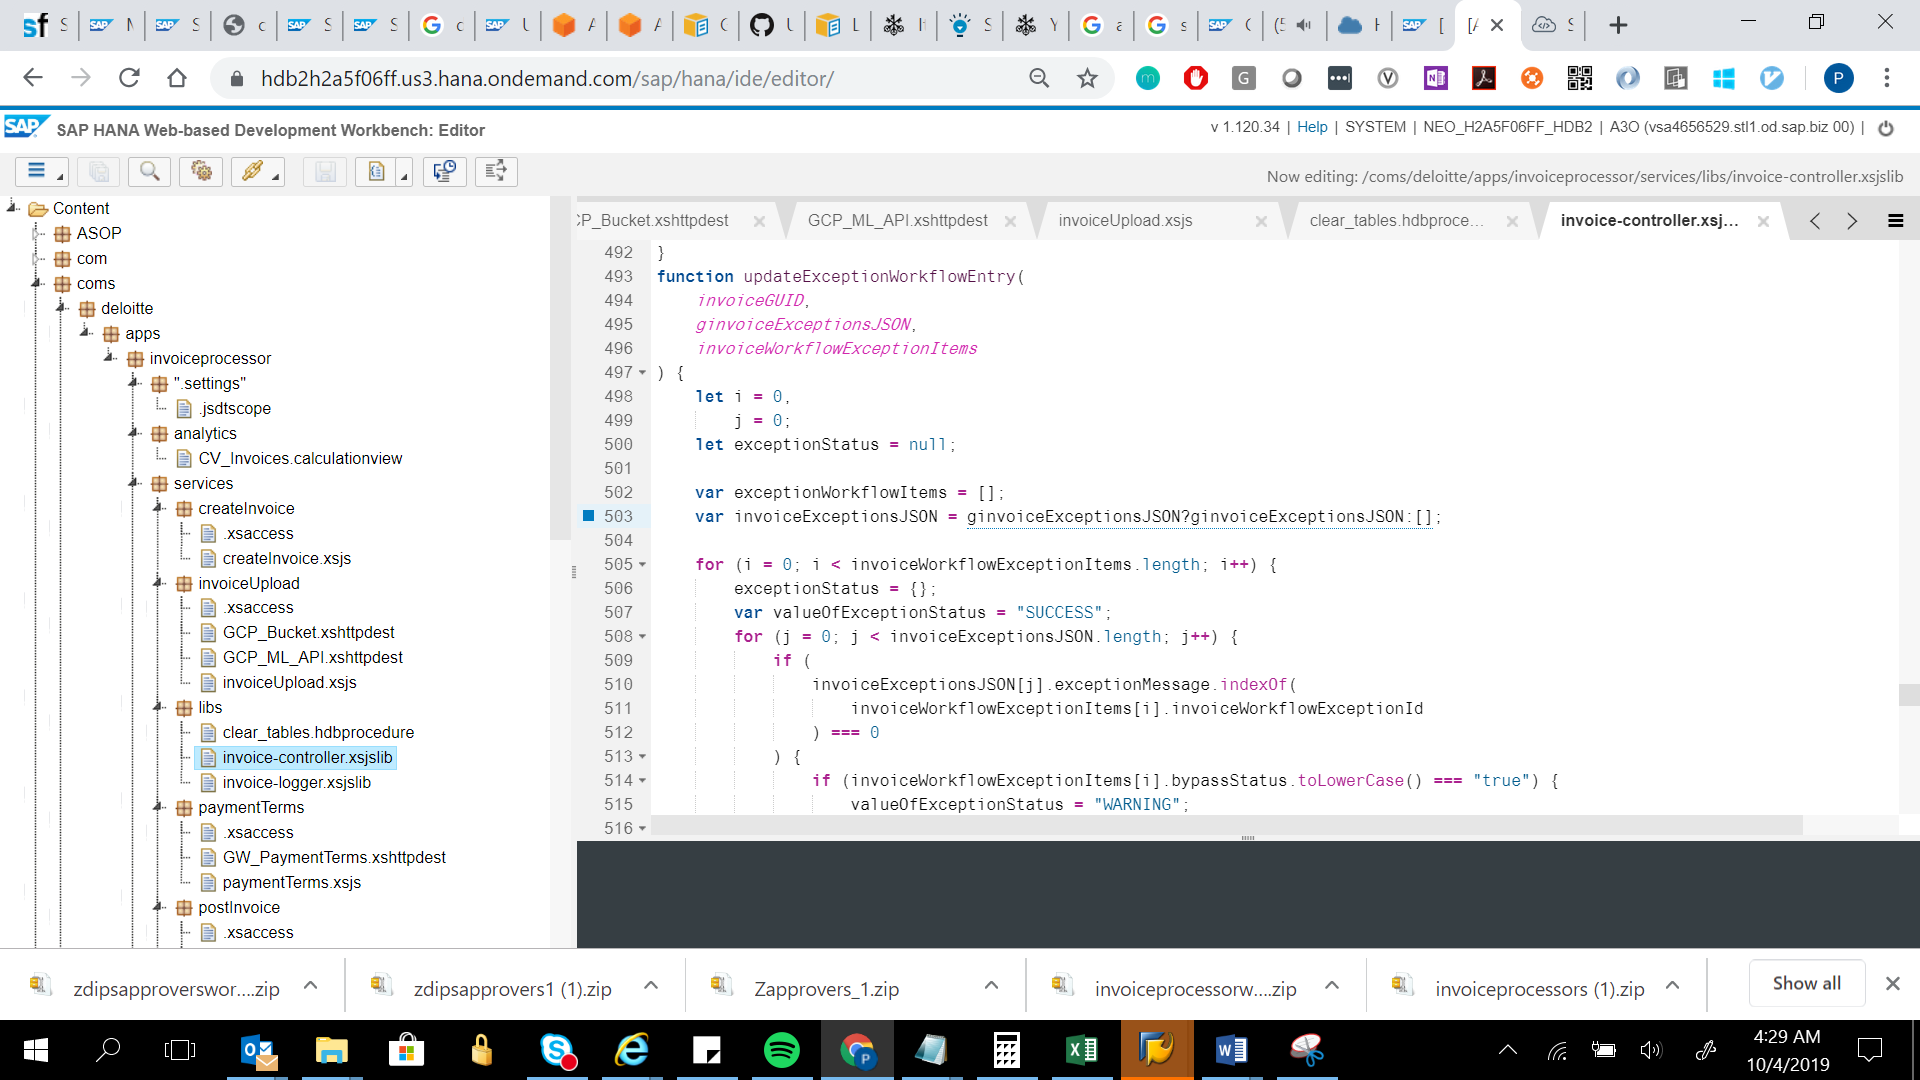 hdb2h2a5f06ff.us3.hana.ondemand.com/sap/hana/ide/editor/
SAP SAP HANA Web-based Development Workbench: Editor
v 1.120.34 | Help | SYSTEM | NEO_H2A5F06FF_HDB2 | A3O (vsa4656529.stl1.od.sap.biz 00) |
Now editing: /coms/deloitte/apps/invoiceprocessor/services/libs/invoice-controller.xsjslib
Content
ASOP
com
coms
deloitte
apps
invoiceprocessor
".settings"
.jsdtscope
analytics
CV_Invoices.calculationview
services
createInvoice
.xsaccess
createInvoice.xsjs
invoiceUpload
.xsaccess
GCP_Bucket.xshttpdest
GCP_ML_API.xshttpdest
invoiceUpload.xsjs
libs
clear_tables.hdbprocedure
invoice-controller.xsjslib
invoice-logger.xsjslib
paymentTerms
.xsaccess
GW_PaymentTerms.xshttpdest
paymentTerms.xsjs
postInvoice
.xsaccess
CP_Bucket.xshttpdest
GCP_ML_API.xshttpdest
invoiceUpload.xsjs
clear_tables.hdbproce...
invoice-controller.xsj...
492 }
493 function updateExceptionWorkflowEntry(
494 invoiceGUID,
495 ginvoiceExceptionsJSON,
496 invoiceWorkflowExceptionItems
497 ) {
498 let i = 0,
499 j = 0;
500 let exceptionStatus = null;
501
502 var exceptionWorkflowItems = [];
503 var invoiceExceptionsJSON = ginvoiceExceptionsJSON?ginvoiceExceptionsJSON:[];
504
505 for (i = 0; i < invoiceWorkflowExceptionItems.length; i++) {
506 exceptionStatus = {};
507 var valueOfExceptionStatus = "SUCCESS";
508 for (j = 0; j < invoiceExceptionsJSON.length; j++) {
509 if (
510 invoiceExceptionsJSON[j].exceptionMessage.indexOf(
511 invoiceWorkflowExceptionItems[i].invoiceWorkflowExceptionId
512 ) === 0
513 ) {
514 if (invoiceWorkflowExceptionItems[i].bypassStatus.toLowerCase() === "true") {
515 valueOfExceptionStatus = "WARNING";
516
zdipsapproverswor....zip
zdipsapprovers1 (1).zip
Zapprovers_1.zip
invoiceprocessorw....zip
invoiceprocessors (1).zip
Show all
4:29 AM
10/4/2019